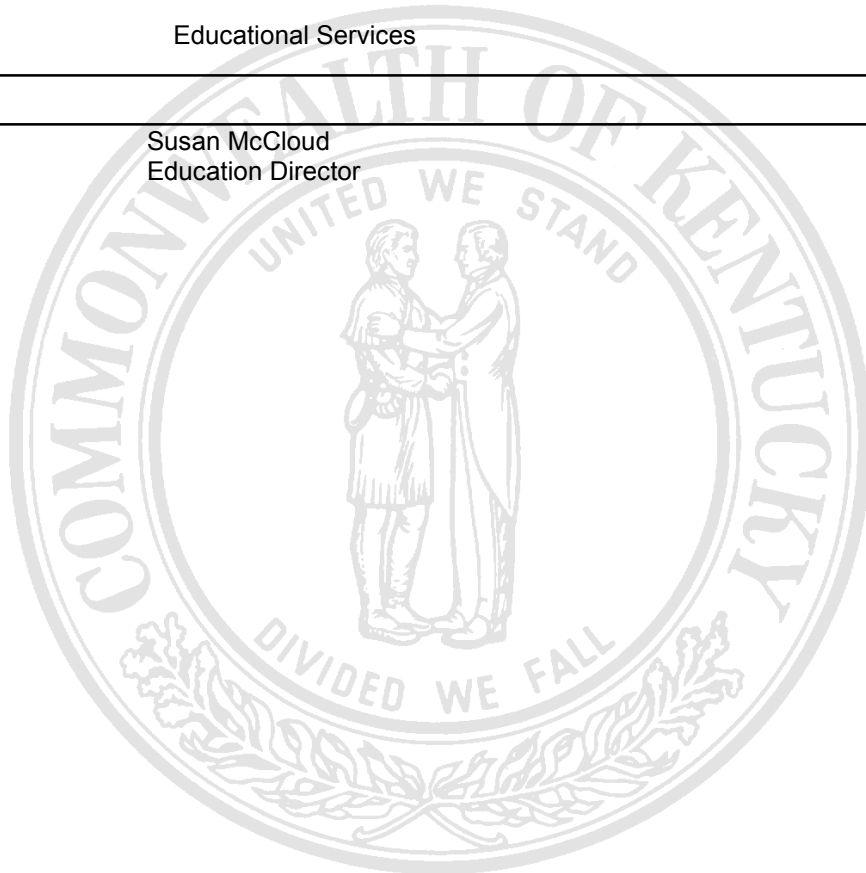 Educational Services
Susan McCloud
Education Director
COMMONWEALTH OF KENTUCKY
UNITED WE STAND
DIVIDED WE FALL